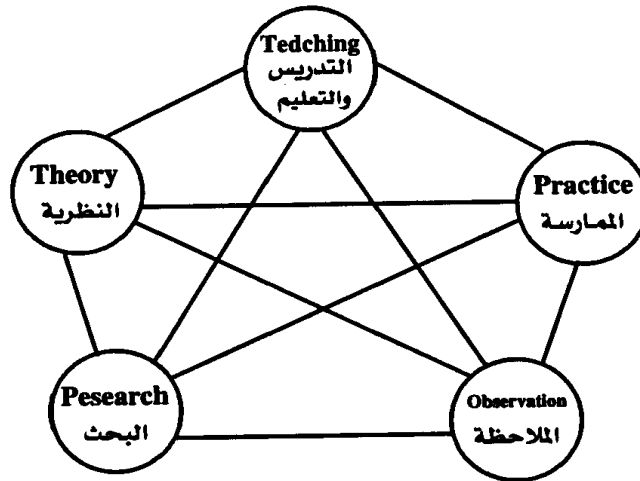 Tedching
التدريس
والتعليم
Theory
النظرية
Practice
الممارسة
Pesearch
البحث
Observation
الملاحظة